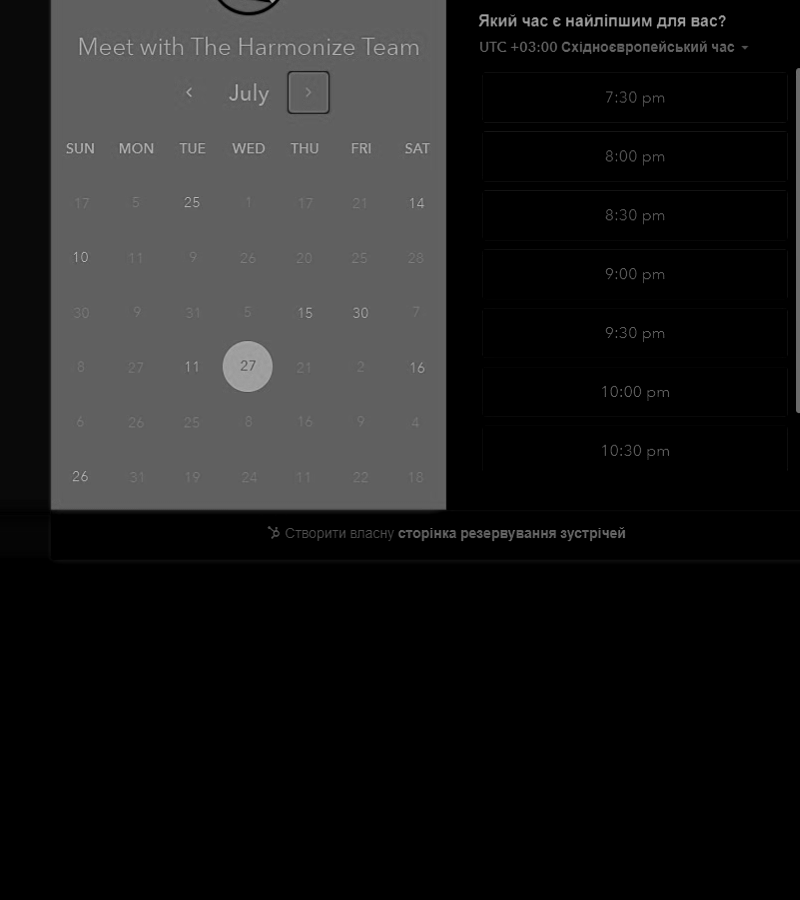 Meet with The Harmonize Team
July
SUN MON TUE WED THU FRI SAT
17 5 25 1 17 21 14
10 11 9 26 20 25 28
30 9 31 5 15 30 7
8 27 11 27 21 2 16
6 26 25 8 16 9 4
26 31 19 24 11 22 18
Який час є найліпшим для вас?
UTC +03:00 Східноєвропейський час
7:30 pm
8:00 pm
8:30 pm
9:00 pm
9:30 pm
10:00 pm
10:30 pm
Створити власну сторінка резервування зустрічей